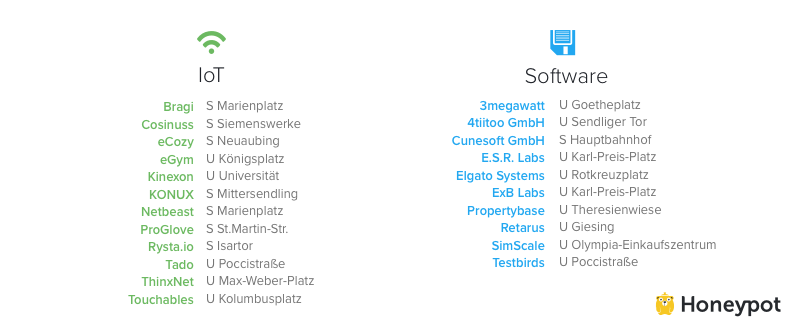 IoT
Bragi S Marienplatz
Cosinuss S Siemenswerke
eCozy S Neuaubing
eGym U Königsplatz
Kinexon U Universität
KONUX S Mittersendling
Netbeast S Marienplatz
ProGlove S St.Martin-Str.
Rysta.io S Isartor
Tado U Poccistraße
ThinxNet U Max-Weber-Platz
Touchables U Kolumbusplatz
Software
3megawatt U Goetheplatz
4tiitoo GmbH U Sendliger Tor
Cunesoft GmbH S Hauptbahnhof
E.S.R. Labs U Karl-Preis-Platz
Elgato Systems U Rotkreuzplatz
ExB Labs U Karl-Preis-Platz
Propertybase U Theresienwiese
Retarus U Giesing
SimScale U Olympia-Einkaufszentrum
Testbirds U Poccistraße
Honeypot